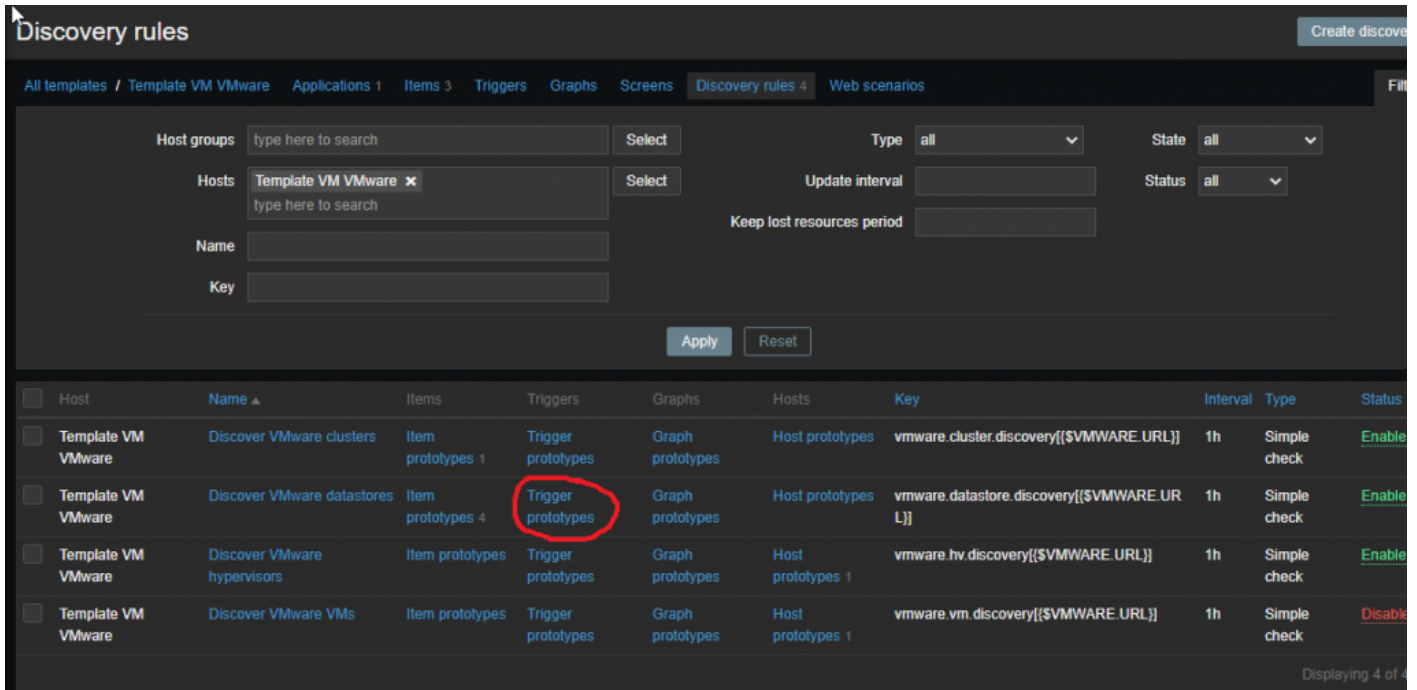 Discovery rules
Create discove
All templates / Template VM VMware Applications 1 Items 3 Triggers Graphs Screens Discovery rules 4 Web scenarios
Filt
Host groups type here to search Select Type all State all
Hosts Template VM VMware × Select Update interval Status all
type here to search
Keep lost resources period
Name
Key
Apply Reset
Host Name Items Triggers Graphs Hosts Key Interval Type Status
Template VM Discover VMware clusters Item Trigger Graph Host prototypes vmware.cluster.discovery[{$VMWARE.URL}] 1h Simple Enable
VMware prototypes 1 prototypes prototypes check
Template VM Discover VMware datastores Item Trigger Graph Host prototypes vmware.datastore.discovery[{$VMWARE.UR 1h Simple Enable
VMware prototypes 4 prototypes prototypes L}] check
Template VM Discover VMware Item prototypes Trigger Graph Host vmware.hv.discovery[{$VMWARE.URL}] 1h Simple Enable
VMware hypervisors prototypes prototypes prototypes 1 check
Template VM Discover VMware VMs Item prototypes Trigger Graph Host vmware.vm.discovery[{$VMWARE.URL}] 1h Simple Disable
VMware prototypes prototypes prototypes 1 check
Displaying 4 of 4